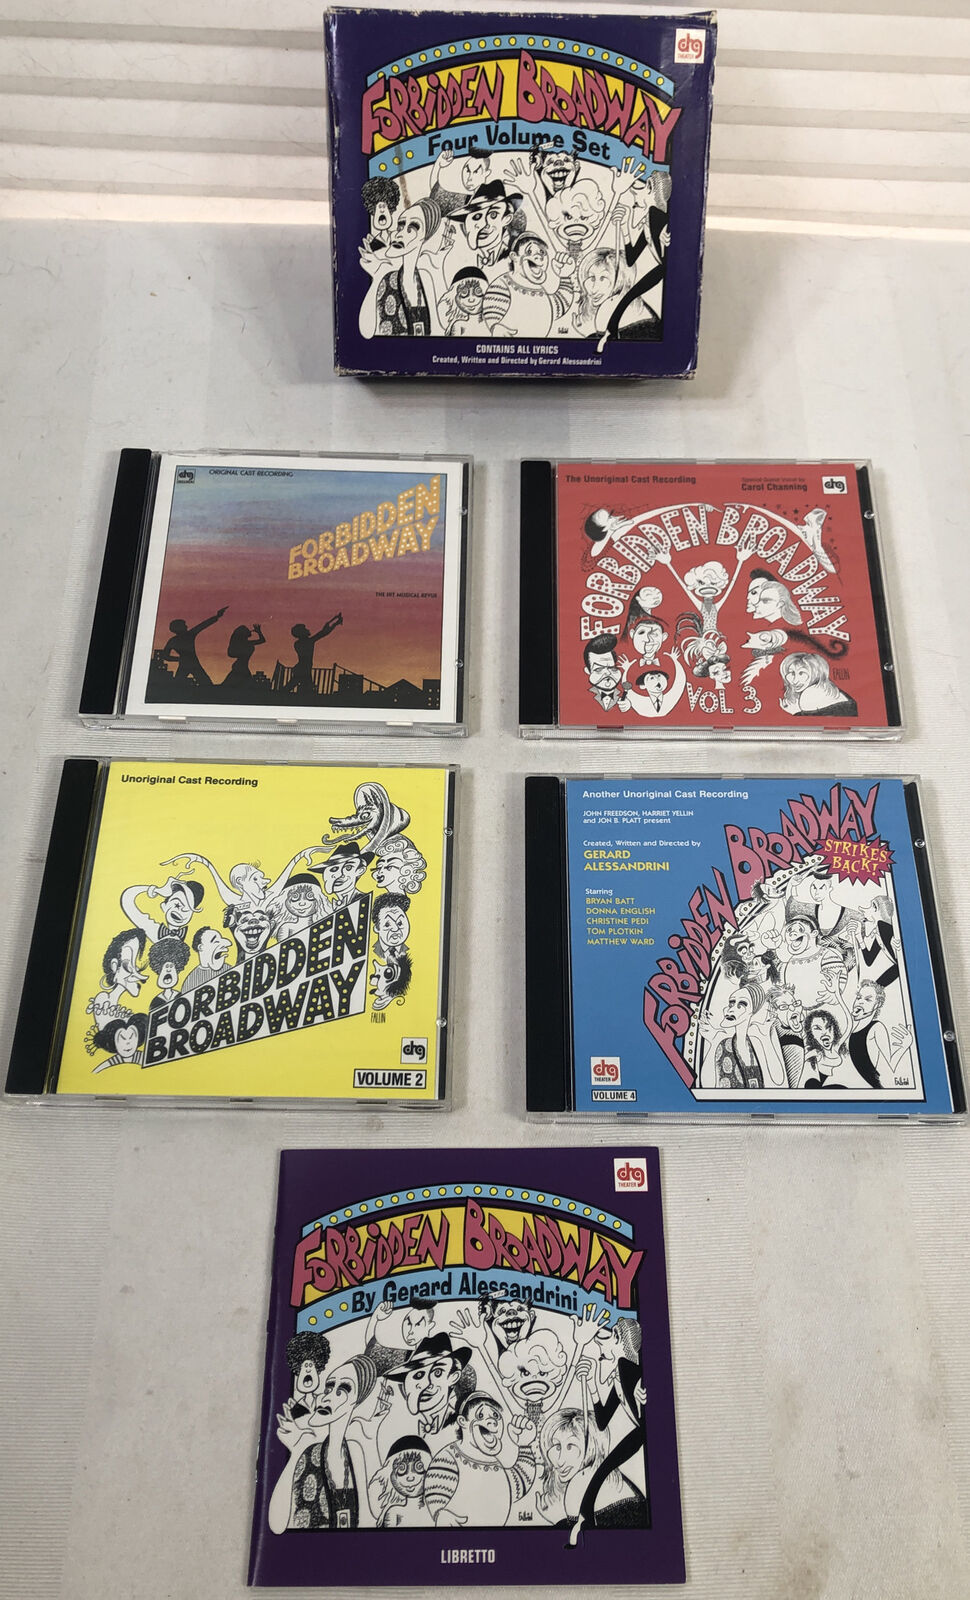 drg
THEATER
FORBIDDEN BROADWAY
Four Volume Set
CONTAINS ALL LYRICS
Created, Written and Directed by Gerard Alessandrini
ORIGINAL CAST RECORDING
FORBIDDEN
BROADWAY
THE HIT MUSICAL REVUE
The Unoriginal Cast Recording
Special Guest Vocal by
Carol Channing
drg
FORBIDDEN BROADWAY
VOL 3
FALLIN
Unoriginal Cast Recording
FORBIDDEN
BROADWAY
FALLIN
drg
VOLUME 2
Another Unoriginal Cast Recording
JOHN FREEDSON, HARRIET YELLIN
and JON B. PLATT present
Created, Written and Directed by
GERARD
ALESSANDRINI
Starring
BRYAN BATT
DONNA ENGLISH
CHRISTINE PEDI
TOM PLOTKIN
MATTHEW WARD
FORBIDDEN BROADWAY
STRIKES
BACK!
drg
THEATER
VOLUME 4
drg
THEATER
FORBIDDEN BROADWAY
By Gerard Alessandrini
LIBRETTO